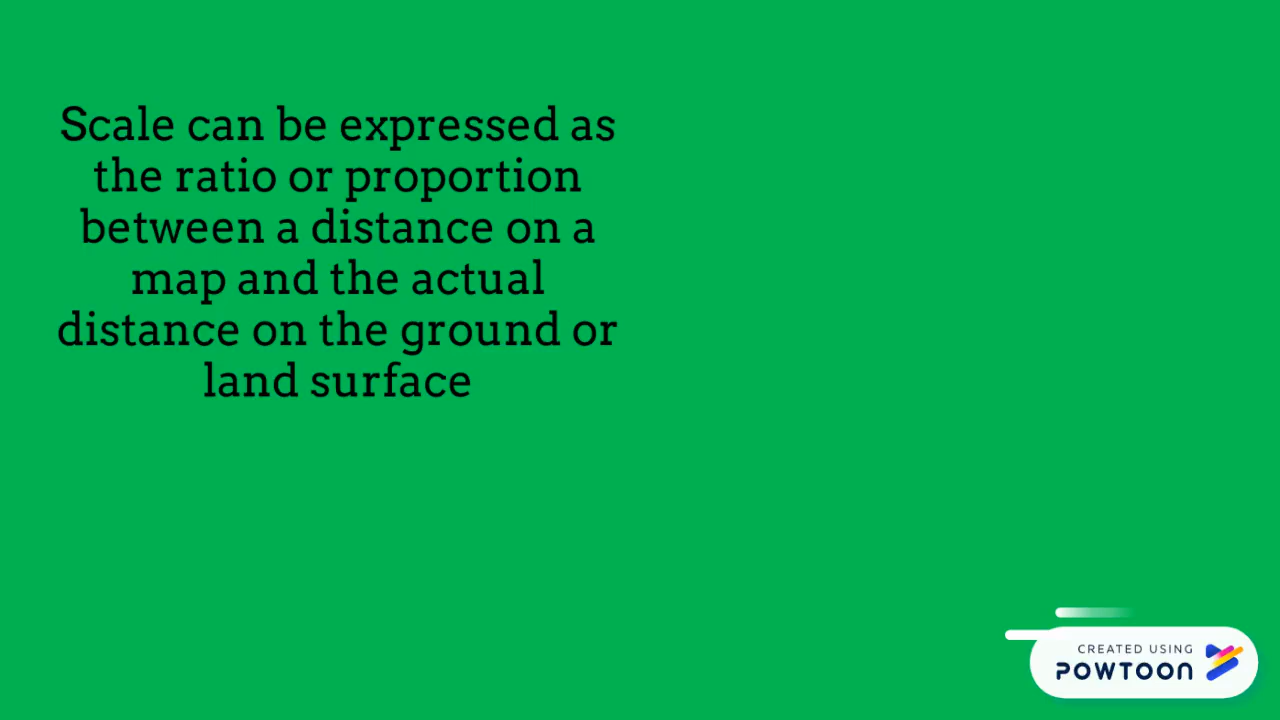 Scale can be expressed as
the ratio or proportion
between a distance on a
map and the actual
distance on the ground or
land surface
CREATED USING
POWTOON